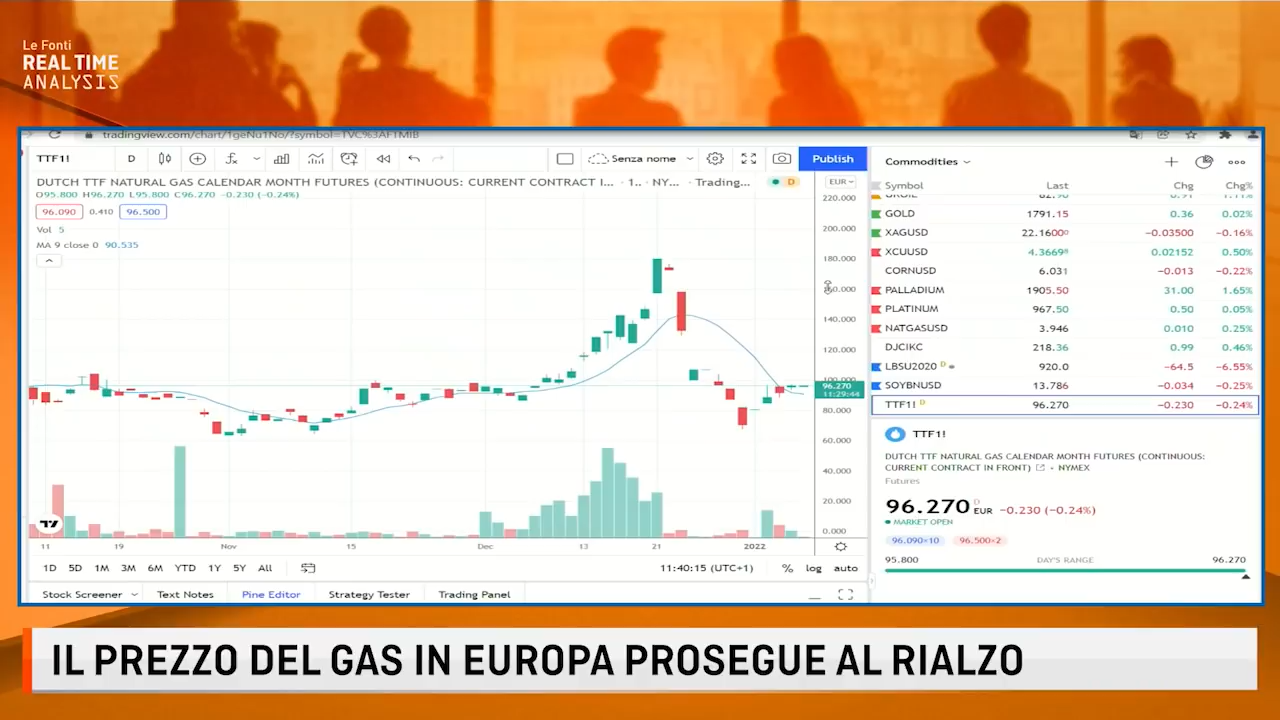 Le Fonti
REAL TIME
ANALYSIS
tradingview.com/chart/1geNu1No/?symbol=TVC%3AFTMIB
TTF1! D Senza nome Publish
DUTCH TTF NATURAL GAS CALENDAR MONTH FUTURES (CONTINUOUS: CURRENT CONTRACT I... · 1.. · NY... · Trading... D EUR
O95.800 H96.270 L95.800 C96.270 −0.230 (−0.24%)
96.090 0.410 96.500
Vol 5
MA 9 close 0 90.535
220.000
200.000
180.000
160.000
140.000
120.000
100.000
96.270
11:29:44
80.000
60.000
40.000
20.000
0.000
11 19 Nov 15 Dec 13 21 2022
1D 5D 1M 3M 6M YTD 1Y 5Y All 11:40:15 (UTC+1) % log auto
Stock Screener Text Notes Pine Editor Strategy Tester Trading Panel
Commodities
Symbol Last Chg Chg%
GOLD 1791.15 0.36 0.02%
XAGUSD 22.1600 −0.03500 −0.16%
XCUUSD 4.3669 0.02152 0.50%
CORNUSD 6.031 −0.013 −0.22%
PALLADIUM 1905.50 31.00 1.65%
PLATINUM 967.50 0.50 0.05%
NATGASUSD 3.946 0.010 0.25%
DJCIKC 218.36 0.99 0.46%
LBSU2020 D 920.0 −64.5 −6.55%
SOYBNUSD 13.786 −0.034 −0.25%
TTF1! D 96.270 −0.230 −0.24%
TTF1!
DUTCH TTF NATURAL GAS CALENDAR MONTH FUTURES (CONTINUOUS:
CURRENT CONTRACT IN FRONT) • NYMEX
Futures
96.270 D EUR −0.230 (−0.24%)
MARKET OPEN
96.090×10 96.500×2
95.800 DAY'S RANGE 96.270
IL PREZZO DEL GAS IN EUROPA PROSEGUE AL RIALZO